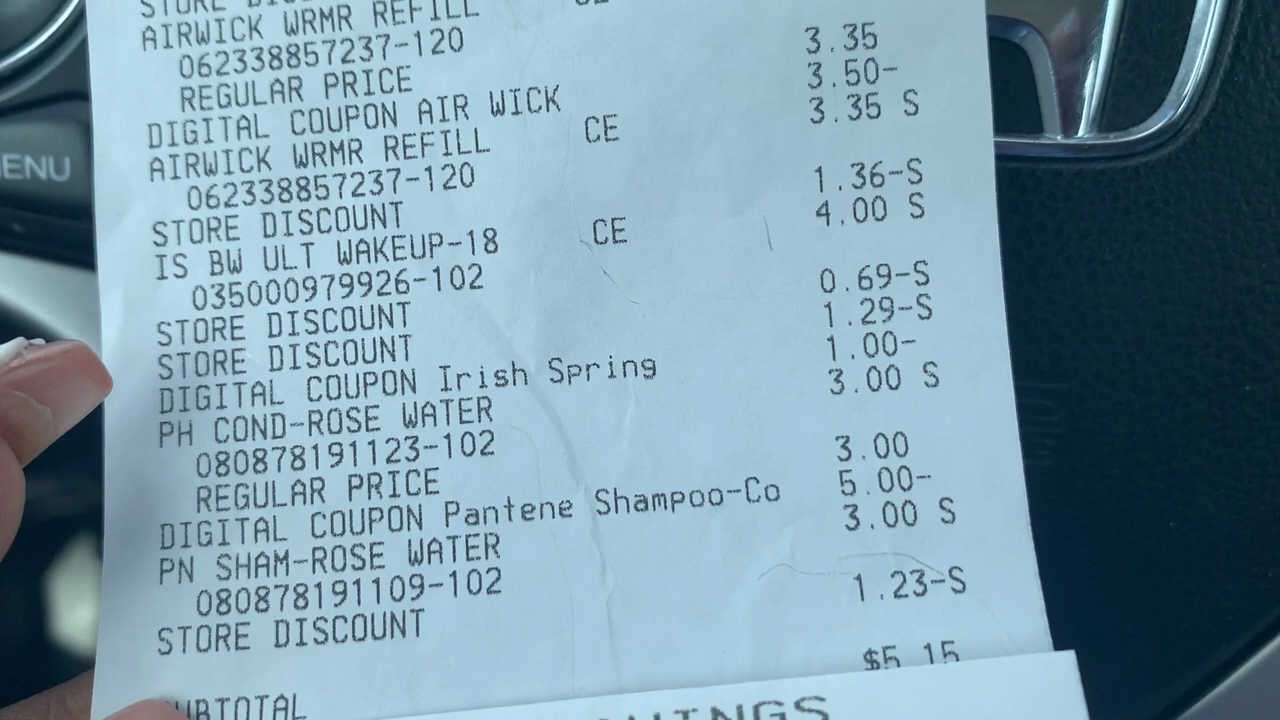 STORE
AIRWICK WRMR REFILL CE
062338857237-120
REGULAR PRICE 3.35
DIGITAL COUPON AIR WICK 3.50-
AIRWICK WRMR REFILL CE 3.35 S
062338857237-120
STORE DISCOUNT 1.36-S
IS BW ULT WAKEUP-18 CE 4.00 S
035000979926-102
STORE DISCOUNT 0.69-S
STORE DISCOUNT 1.29-S
DIGITAL COUPON Irish Spring 1.00-
PH COND-ROSE WATER 3.00 S
080878191123-102
REGULAR PRICE 3.00
DIGITAL COUPON Pantene Shampoo-Co 5.00-
PN SHAM-ROSE WATER 3.00 S
080878191109-102
STORE DISCOUNT 1.23-S
SUBTOTAL $5.15
MENU